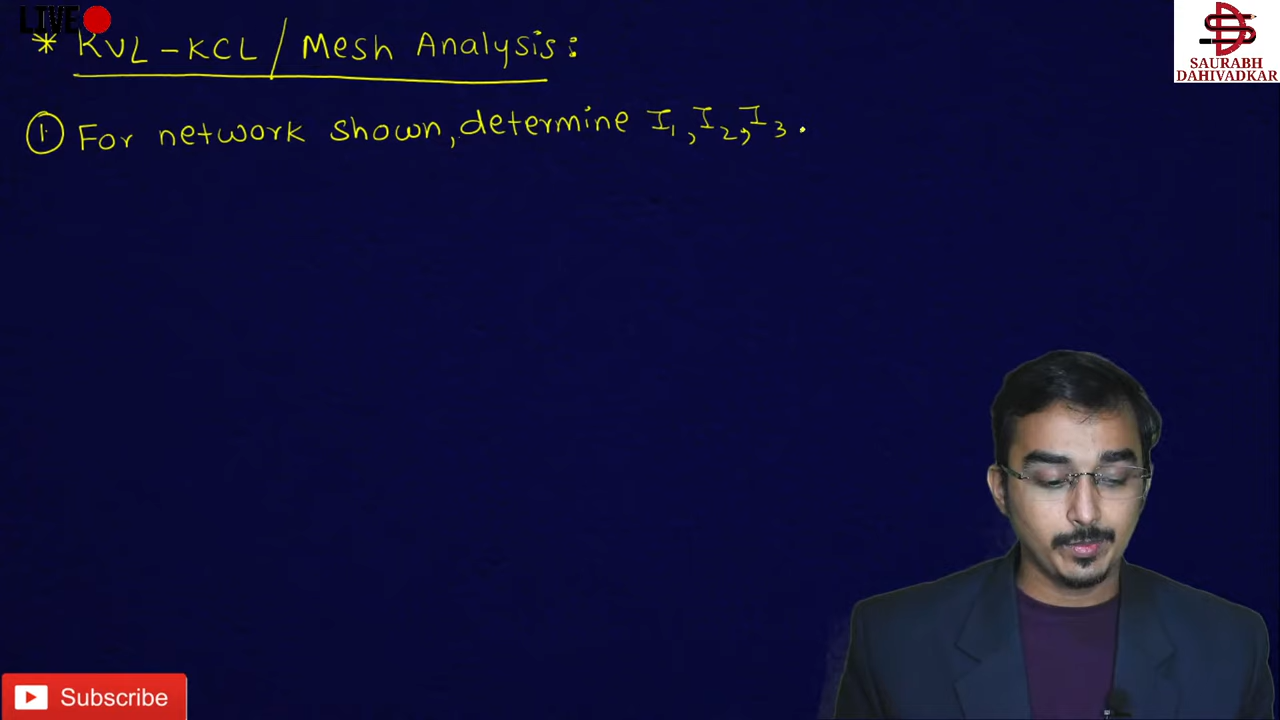 LIVE
* KVL - KCL / Mesh Analysis:
① For network shown, determine I₁, I₂, I₃.
SAURABH
DAHIVADKAR
Subscribe